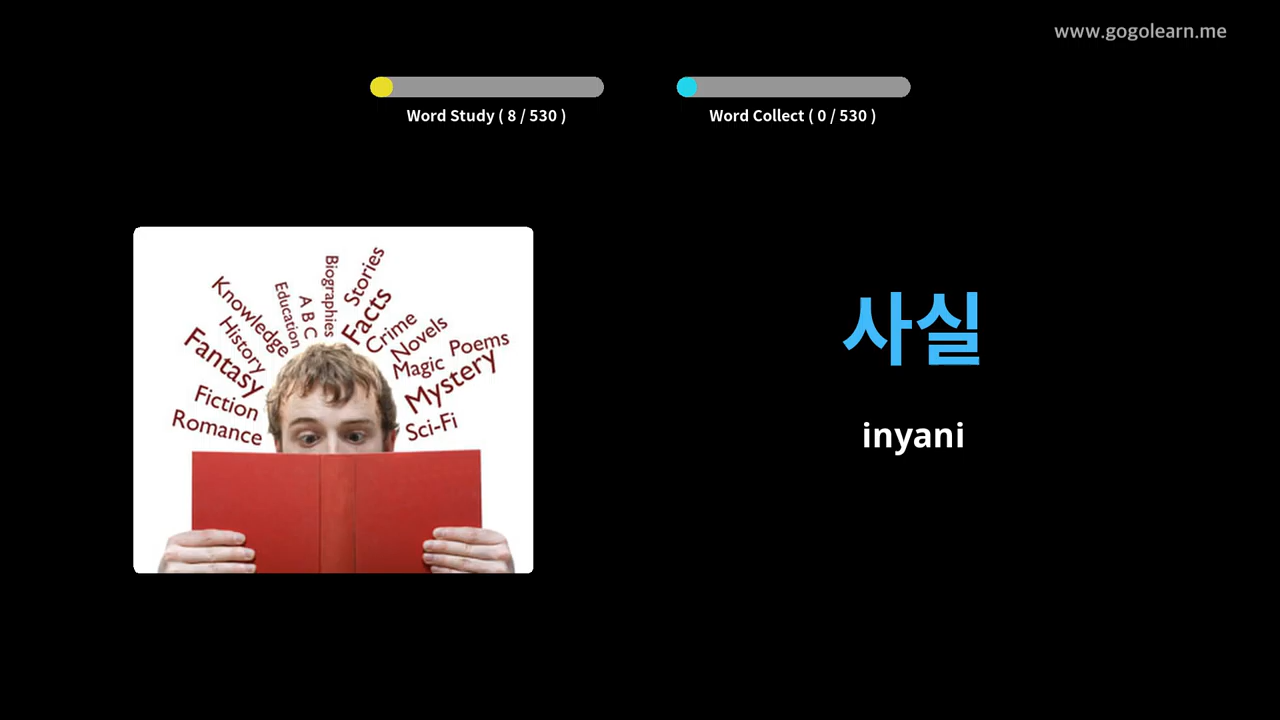 www.gogolearn.me
Word Study ( 8 / 530 )
Word Collect ( 0 / 530 )
Knowledge
History
Fantasy
Fiction
Romance
Education
A B C
Biographies
Stories
Facts
Crime
Novels
Magic
Poems
Mystery
Sci-Fi
사실
inyani